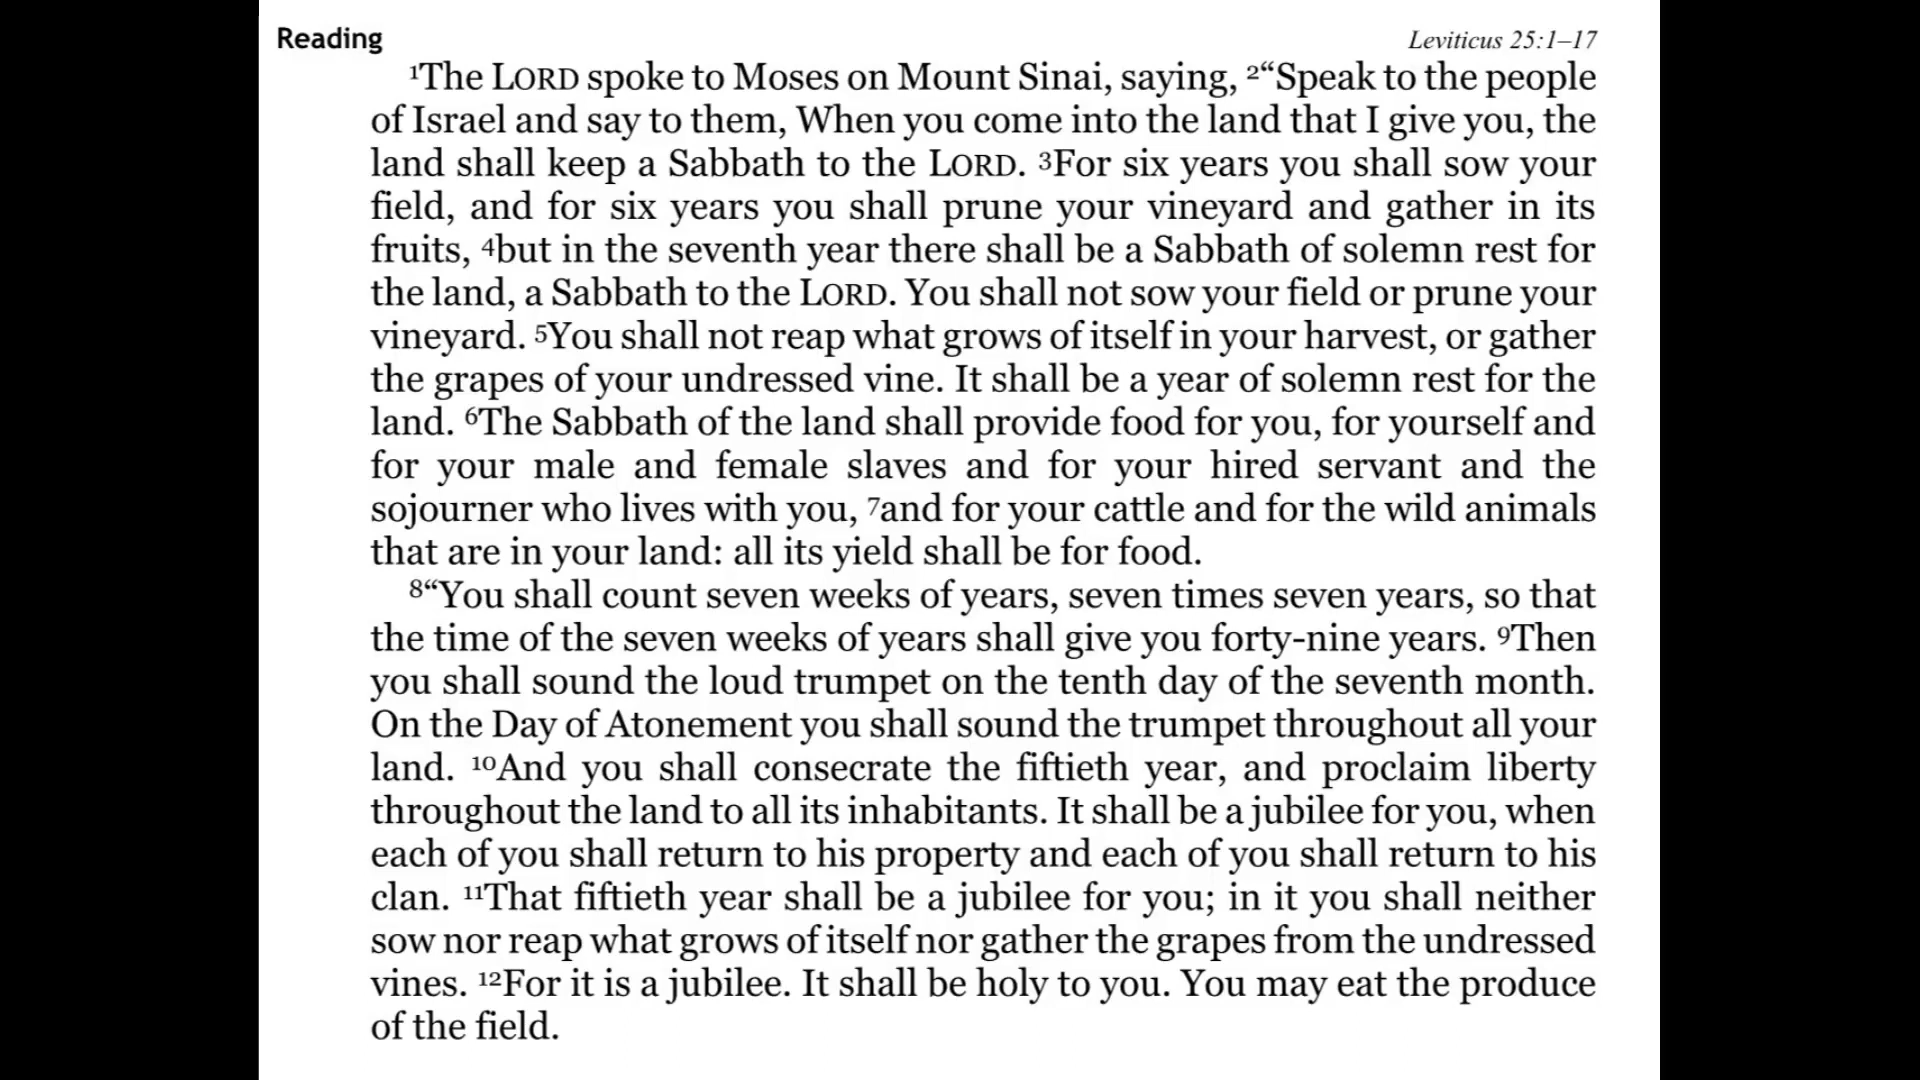 Reading Leviticus 25:1–17
¹The LORD spoke to Moses on Mount Sinai, saying, ²“Speak to the people
of Israel and say to them, When you come into the land that I give you, the
land shall keep a Sabbath to the LORD. ³For six years you shall sow your
field, and for six years you shall prune your vineyard and gather in its
fruits, ⁴but in the seventh year there shall be a Sabbath of solemn rest for
the land, a Sabbath to the LORD. You shall not sow your field or prune your
vineyard. ⁵You shall not reap what grows of itself in your harvest, or gather
the grapes of your undressed vine. It shall be a year of solemn rest for the
land. ⁶The Sabbath of the land shall provide food for you, for yourself and
for your male and female slaves and for your hired servant and the
sojourner who lives with you, ⁷and for your cattle and for the wild animals
that are in your land: all its yield shall be for food.
⁸“You shall count seven weeks of years, seven times seven years, so that
the time of the seven weeks of years shall give you forty-nine years. ⁹Then
you shall sound the loud trumpet on the tenth day of the seventh month.
On the Day of Atonement you shall sound the trumpet throughout all your
land. ¹⁰And you shall consecrate the fiftieth year, and proclaim liberty
throughout the land to all its inhabitants. It shall be a jubilee for you, when
each of you shall return to his property and each of you shall return to his
clan. ¹¹That fiftieth year shall be a jubilee for you; in it you shall neither
sow nor reap what grows of itself nor gather the grapes from the undressed
vines. ¹²For it is a jubilee. It shall be holy to you. You may eat the produce
of the field.